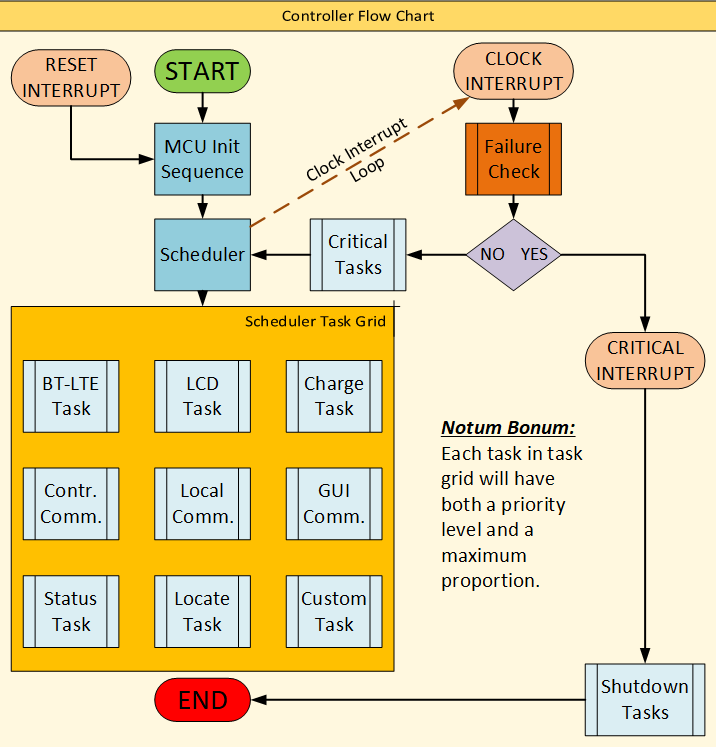 Controller Flow Chart
RESET
INTERRUPT
START
CLOCK
INTERRUPT
MCU Init
Sequence
Clock Interrupt
Loop
Failure
Check
Scheduler
Critical
Tasks
NO YES
Scheduler Task Grid
CRITICAL
INTERRUPT
BT-LTE
Task
LCD
Task
Charge
Task
Contr.
Comm.
Local
Comm.
GUI
Comm.
Status
Task
Locate
Task
Custom
Task
Notum Bonum:
Each task in task
grid will have
both a priority
level and a
maximum
proportion.
Shutdown
Tasks
END